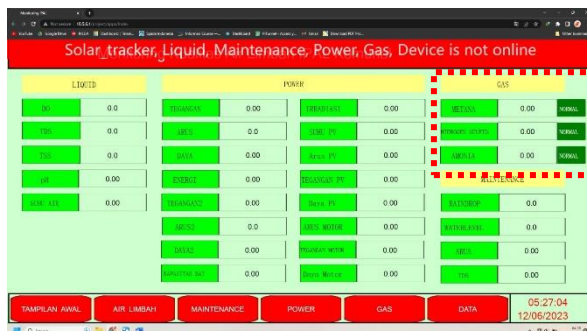 Monitoring PLC
Solar tracker, Liquid, Maintenance, Power, Gas, Device is not online
LIQUID POWER GAS
DO 0.0 TEGANGAN 0.00 IRRADIANT 0.00 METANA 0.00 NORMAL
TDS 0.0 ARUS 0.0 SUHU PV 0.00 0.00 NORMAL
TSS 0.0 DAYA 0.00 Arus PV 0.00 AMONIA 0.00 NORMAL
pH 0.00 ENERGI 0.00 TEGANGAN PV 0.00 MAINTENANCE
SUHU AIR 0.00 TEGANGAN2 0.00 Daya PV 0.00 RAINDROP 0.0
ARUS2 0.0 ARUS MOTOR 0.00 WATERLEVEL 0.0
DAYA2 0.00 TEGANGAN MOTOR 0.00 ARUS 0.00
KAPASITAS BAT 0.00 Daya Motor 0.00 TDS 0.00
TAMPILAN AWAL AIR LIMBAH MAINTENANCE POWER GAS DATA 05:27:04
12/06/2023